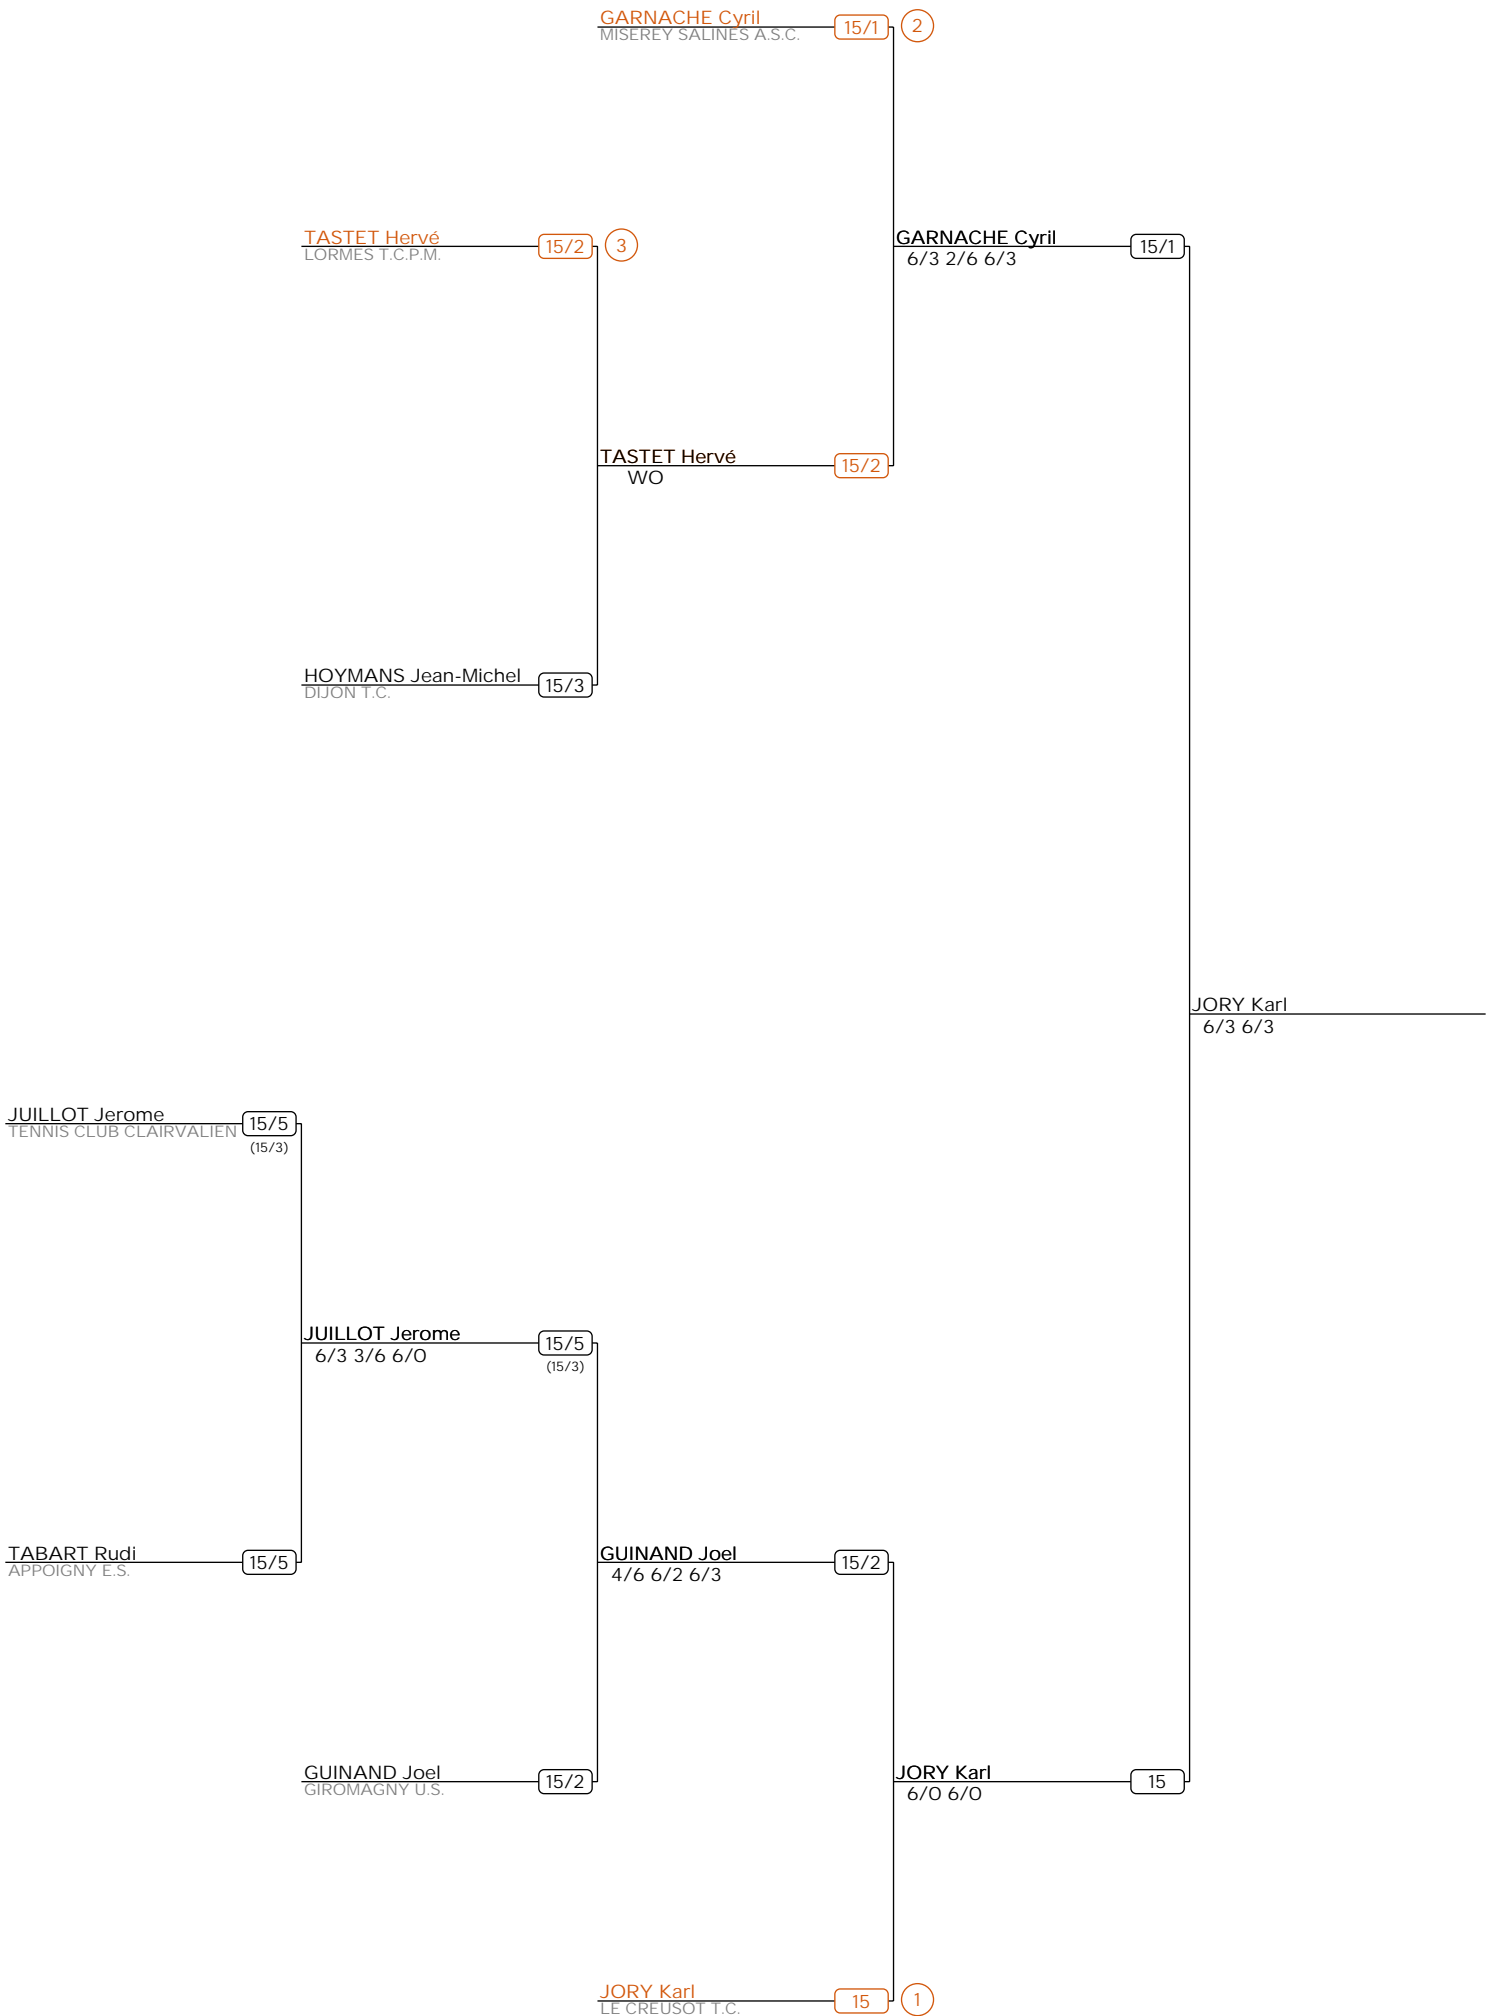 GARNACHE Cyril
MISEREY SALINES A.S.C.
15/1
2
TASTET Hervé
LORMES T.C.P.M.
15/2
3
GARNACHE Cyril
6/3 2/6 6/3
15/1
TASTET Hervé
WO
15/2
HOYMANS Jean-Michel
DIJON T.C.
15/3
JORY Karl
6/3 6/3
JUILLOT Jerome
TENNIS CLUB CLAIRVALIEN
15/5
(15/3)
JUILLOT Jerome
6/3 3/6 6/0
15/5
(15/3)
TABART Rudi
APPOIGNY E.S.
15/5
GUINAND Joel
4/6 6/2 6/3
15/2
GUINAND Joel
GIROMAGNY U.S.
15/2
JORY Karl
6/0 6/0
15
JORY Karl
LE CREUSOT T.C.
15
1